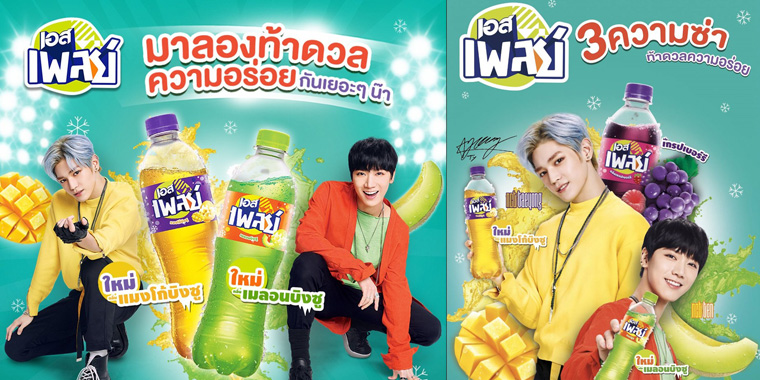 เอส
เพลย์
มาลองท้าดวล
ความอร่อย กันเยอะๆ น๊า
เอส
เพลย์
เอส
เพลย์
ใหม่
แมงโก้บิงซู
ใหม่
เมลอนบิงซู
เอส
เพลย์
3ความซ่า
ท้าดวลความอร่อย
เอส
เพลย์
เกรปเบอร์รี
เอส
เพลย์
taeyong
ใหม่
แมงโก้บิงซู
เอส
เพลย์
ten
ใหม่
เมลอนบิงซู